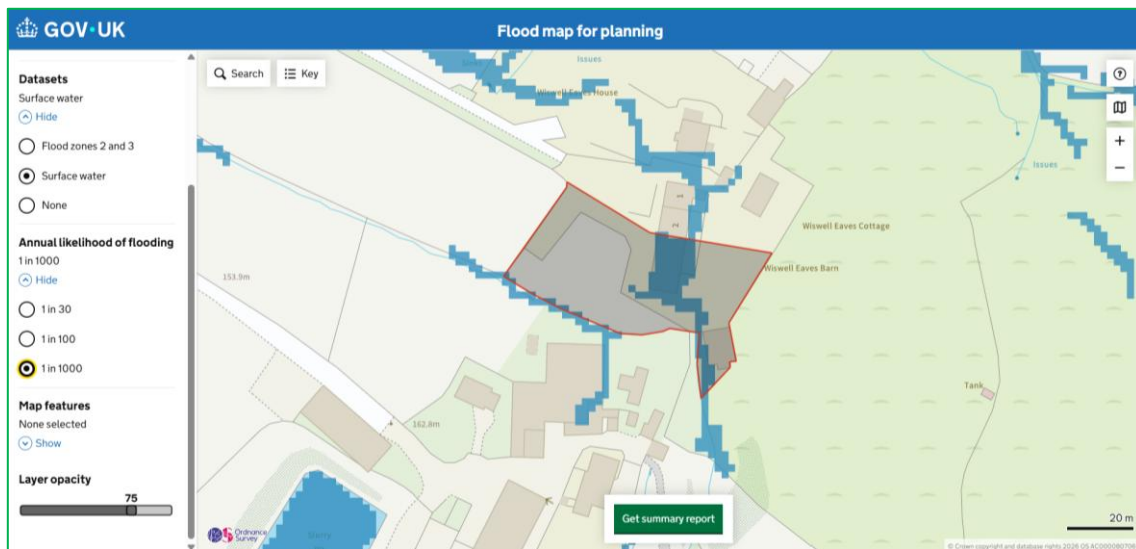 GOV·UK
Flood map for planning
Datasets
Surface water
Hide
Flood zones 2 and 3
Surface water
None
Annual likelihood of flooding
1 in 1000
Hide
1 in 30
1 in 100
1 in 1000
Map features
None selected
Show
Layer opacity
75
Search
Key
Issues
Wiswell Eaves House
Issues
1
2
Wiswell Eaves Cottage
Wiswell Eaves Barn
153.9m
162.8m
Tank
Slurry
Ordnance
Survey
Get summary report
20 m
© Crown copyright and database rights 2026 OS AC0000807064